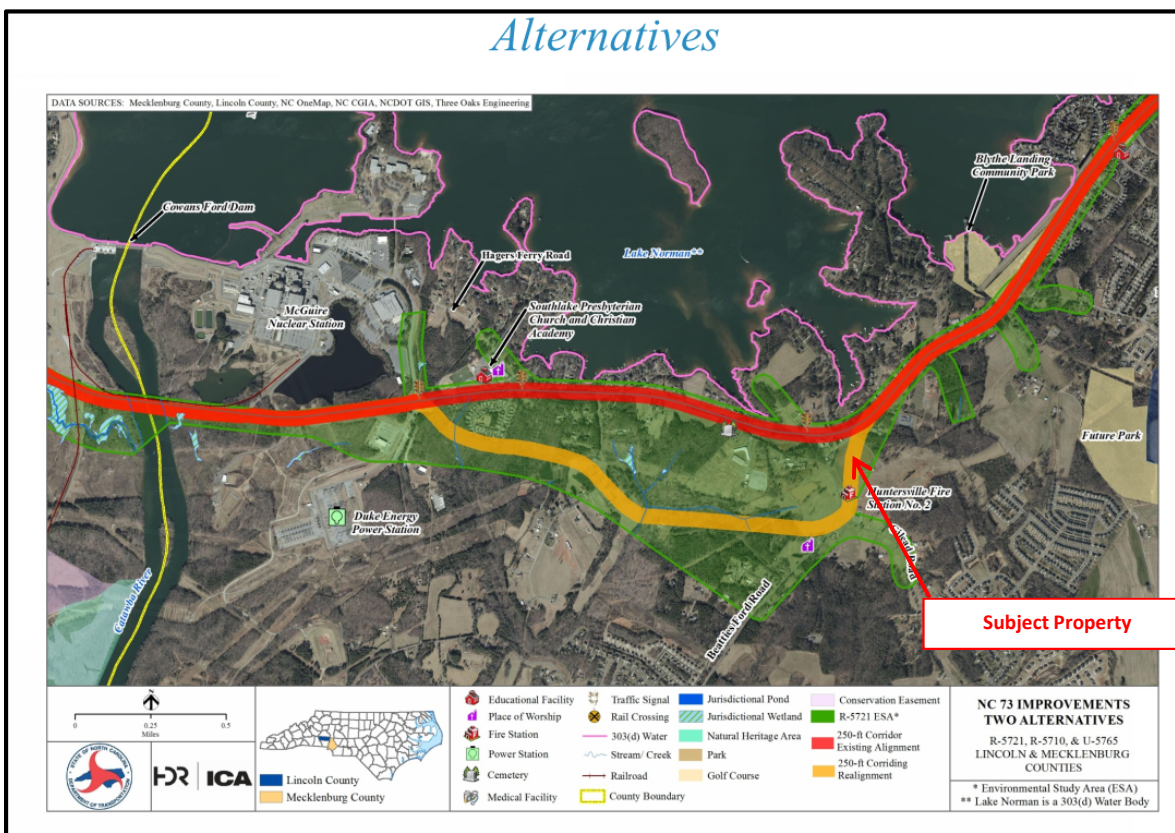 Alternatives
DATA SOURCES: Mecklenburg County, Lincoln County, NC OneMap, NC CGIA, NCDOT GIS, Three Oaks Engineering
Blythe Landing
Community Park
Cowans Ford Dam
Hagers Ferry Road
Lake Norman**
Southlake Presbyterian
Church and Christian
Academy
McGuire
Nuclear Station
Future Park
Huntersville Fire
Station No. 2
Duke Energy
Power Station
Catawba River
Beatties Ford Road
Subject Property
0
0.25
0.5
Miles
STATE OF NORTH CAROLINA
DEPARTMENT OF TRANSPORTATION
HDR
ICA
Lincoln County
Mecklenburg County
Educational Facility
Place of Worship
Fire Station
Power Station
Cemetery
Medical Facility
Traffic Signal
Rail Crossing
303(d) Water
Stream/ Creek
Railroad
County Boundary
Jurisdictional Pond
Jurisdictional Wetland
Natural Heritage Area
Park
Golf Course
Conservation Easement
R-5721 ESA*
250-ft Corridor
Existing Alignment
250-ft Corriding
Realignment
NC 73 IMPROVEMENTS
TWO ALTERNATIVES
R-5721, R-5710, & U-5765
LINCOLN & MECKLENBURG
COUNTIES
* Environmental Study Area (ESA)
** Lake Norman is a 303(d) Water Body